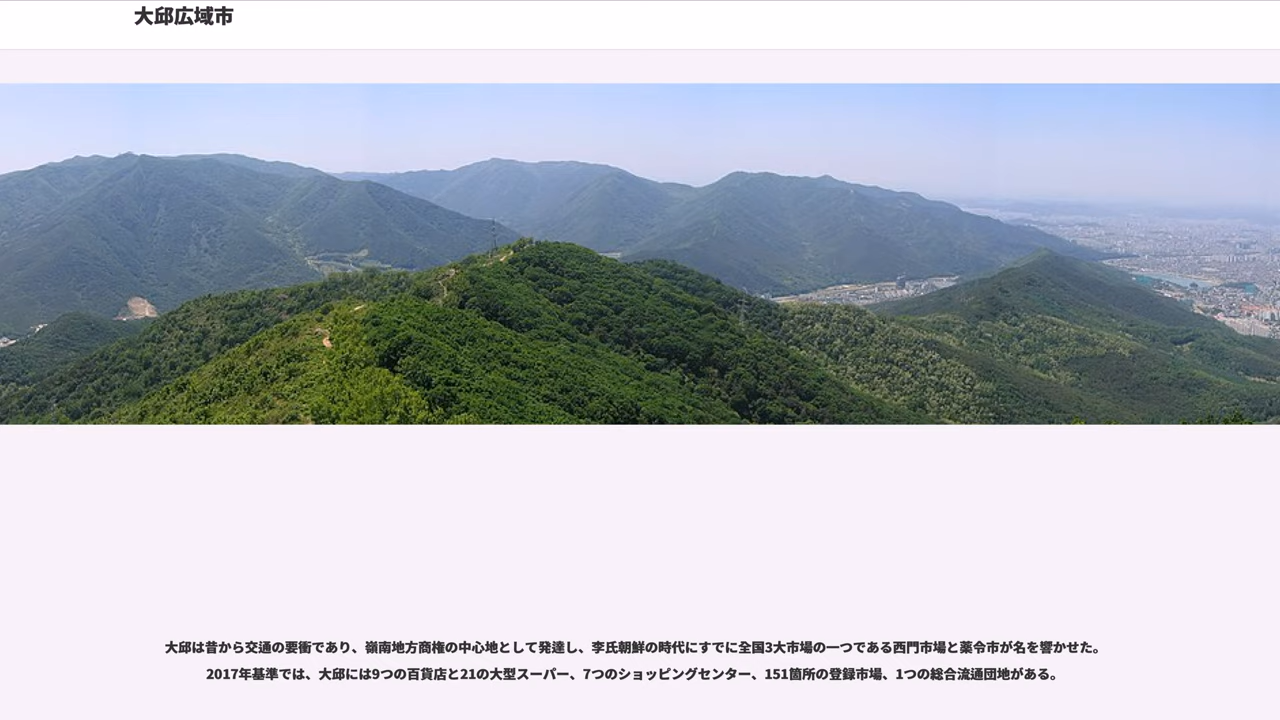 大邱広域市
大邱は昔から交通の要衝であり、嶺南地方商権の中心地として発達し、李氏朝鮮の時代にすでに全国3大市場の一つである西門市場と薬令市が名を響かせた。
2017年基準では、大邱には9つの百貨店と21の大型スーパー、7つのショッピングセンター、151箇所の登録市場、1つの総合流通団地がある。